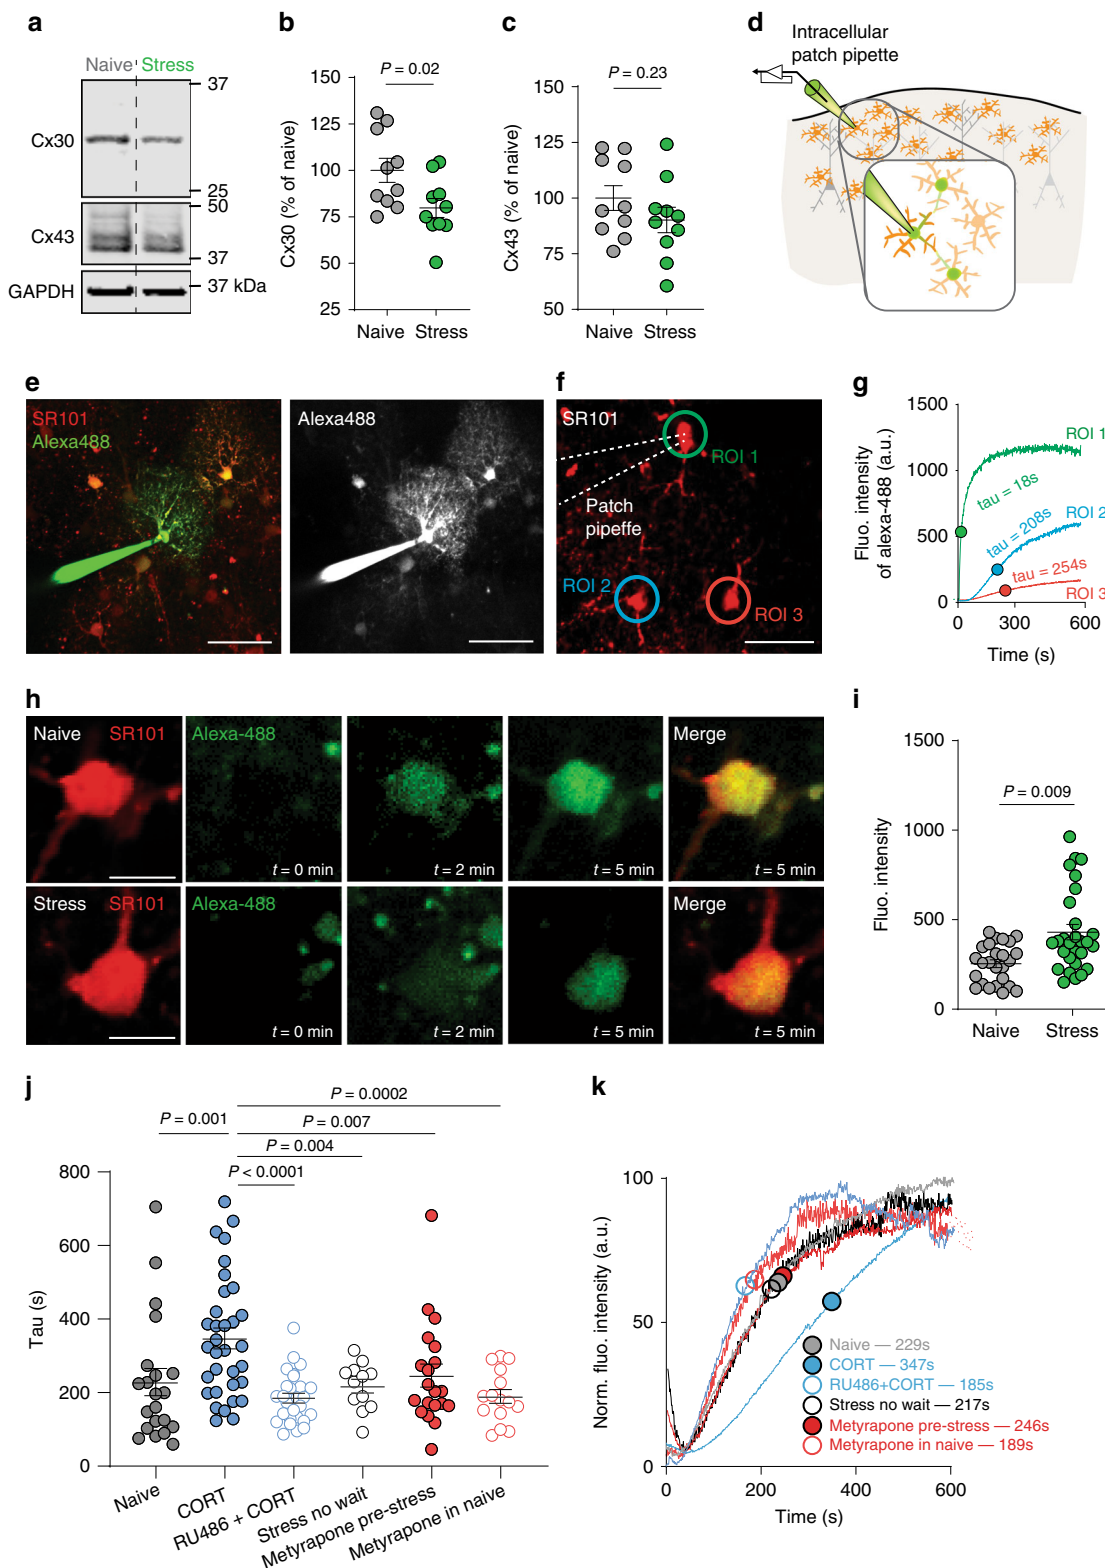 a
Naive
Stress
37
Cx30
25
50
Cx43
37
GAPDH
37 kDa
b
P = 0.02
150
125
100
75
50
25
Cx30 (% of naive)
Naive
Stress
c
P = 0.23
150
125
100
75
50
Cx43 (% of naive)
Naive
Stress
d
Intracellular
patch pipette
e
SR101
Alexa488
Alexa488
f
SR101
ROI 1
Patch
pipeffe
ROI 2
ROI 3
g
1500
1000
500
0
Fluo. intensity
of alexa-488 (a.u.)
ROI 1
tau = 18s
ROI 2
tau = 208s
tau = 254s
ROI 3
0
300
600
Time (s)
h
Naive
SR101
Alexa-488
t = 0 min
t = 2 min
t = 5 min
Merge
t = 5 min
Stress
SR101
Alexa-488
t = 0 min
t = 2 min
t = 5 min
Merge
t = 5 min
i
1500
1000
500
0
Fluo. intensity
P = 0.009
Naive
Stress
j
P = 0.0002
P = 0.001
P = 0.007
P = 0.004
P < 0.0001
800
600
400
200
0
Tau (s)
Naive
CORT
RU486 + CORT
Stress no wait
Metyrapone pre-stress
Metyrapone in naive
k
100
50
0
Norm. fluo. intensity (a.u.)
Naive — 229s
CORT — 347s
RU486+CORT — 185s
Stress no wait — 217s
Metyrapone pre-stress — 246s
Metyrapone in naive — 189s
0
200
400
600
Time (s)